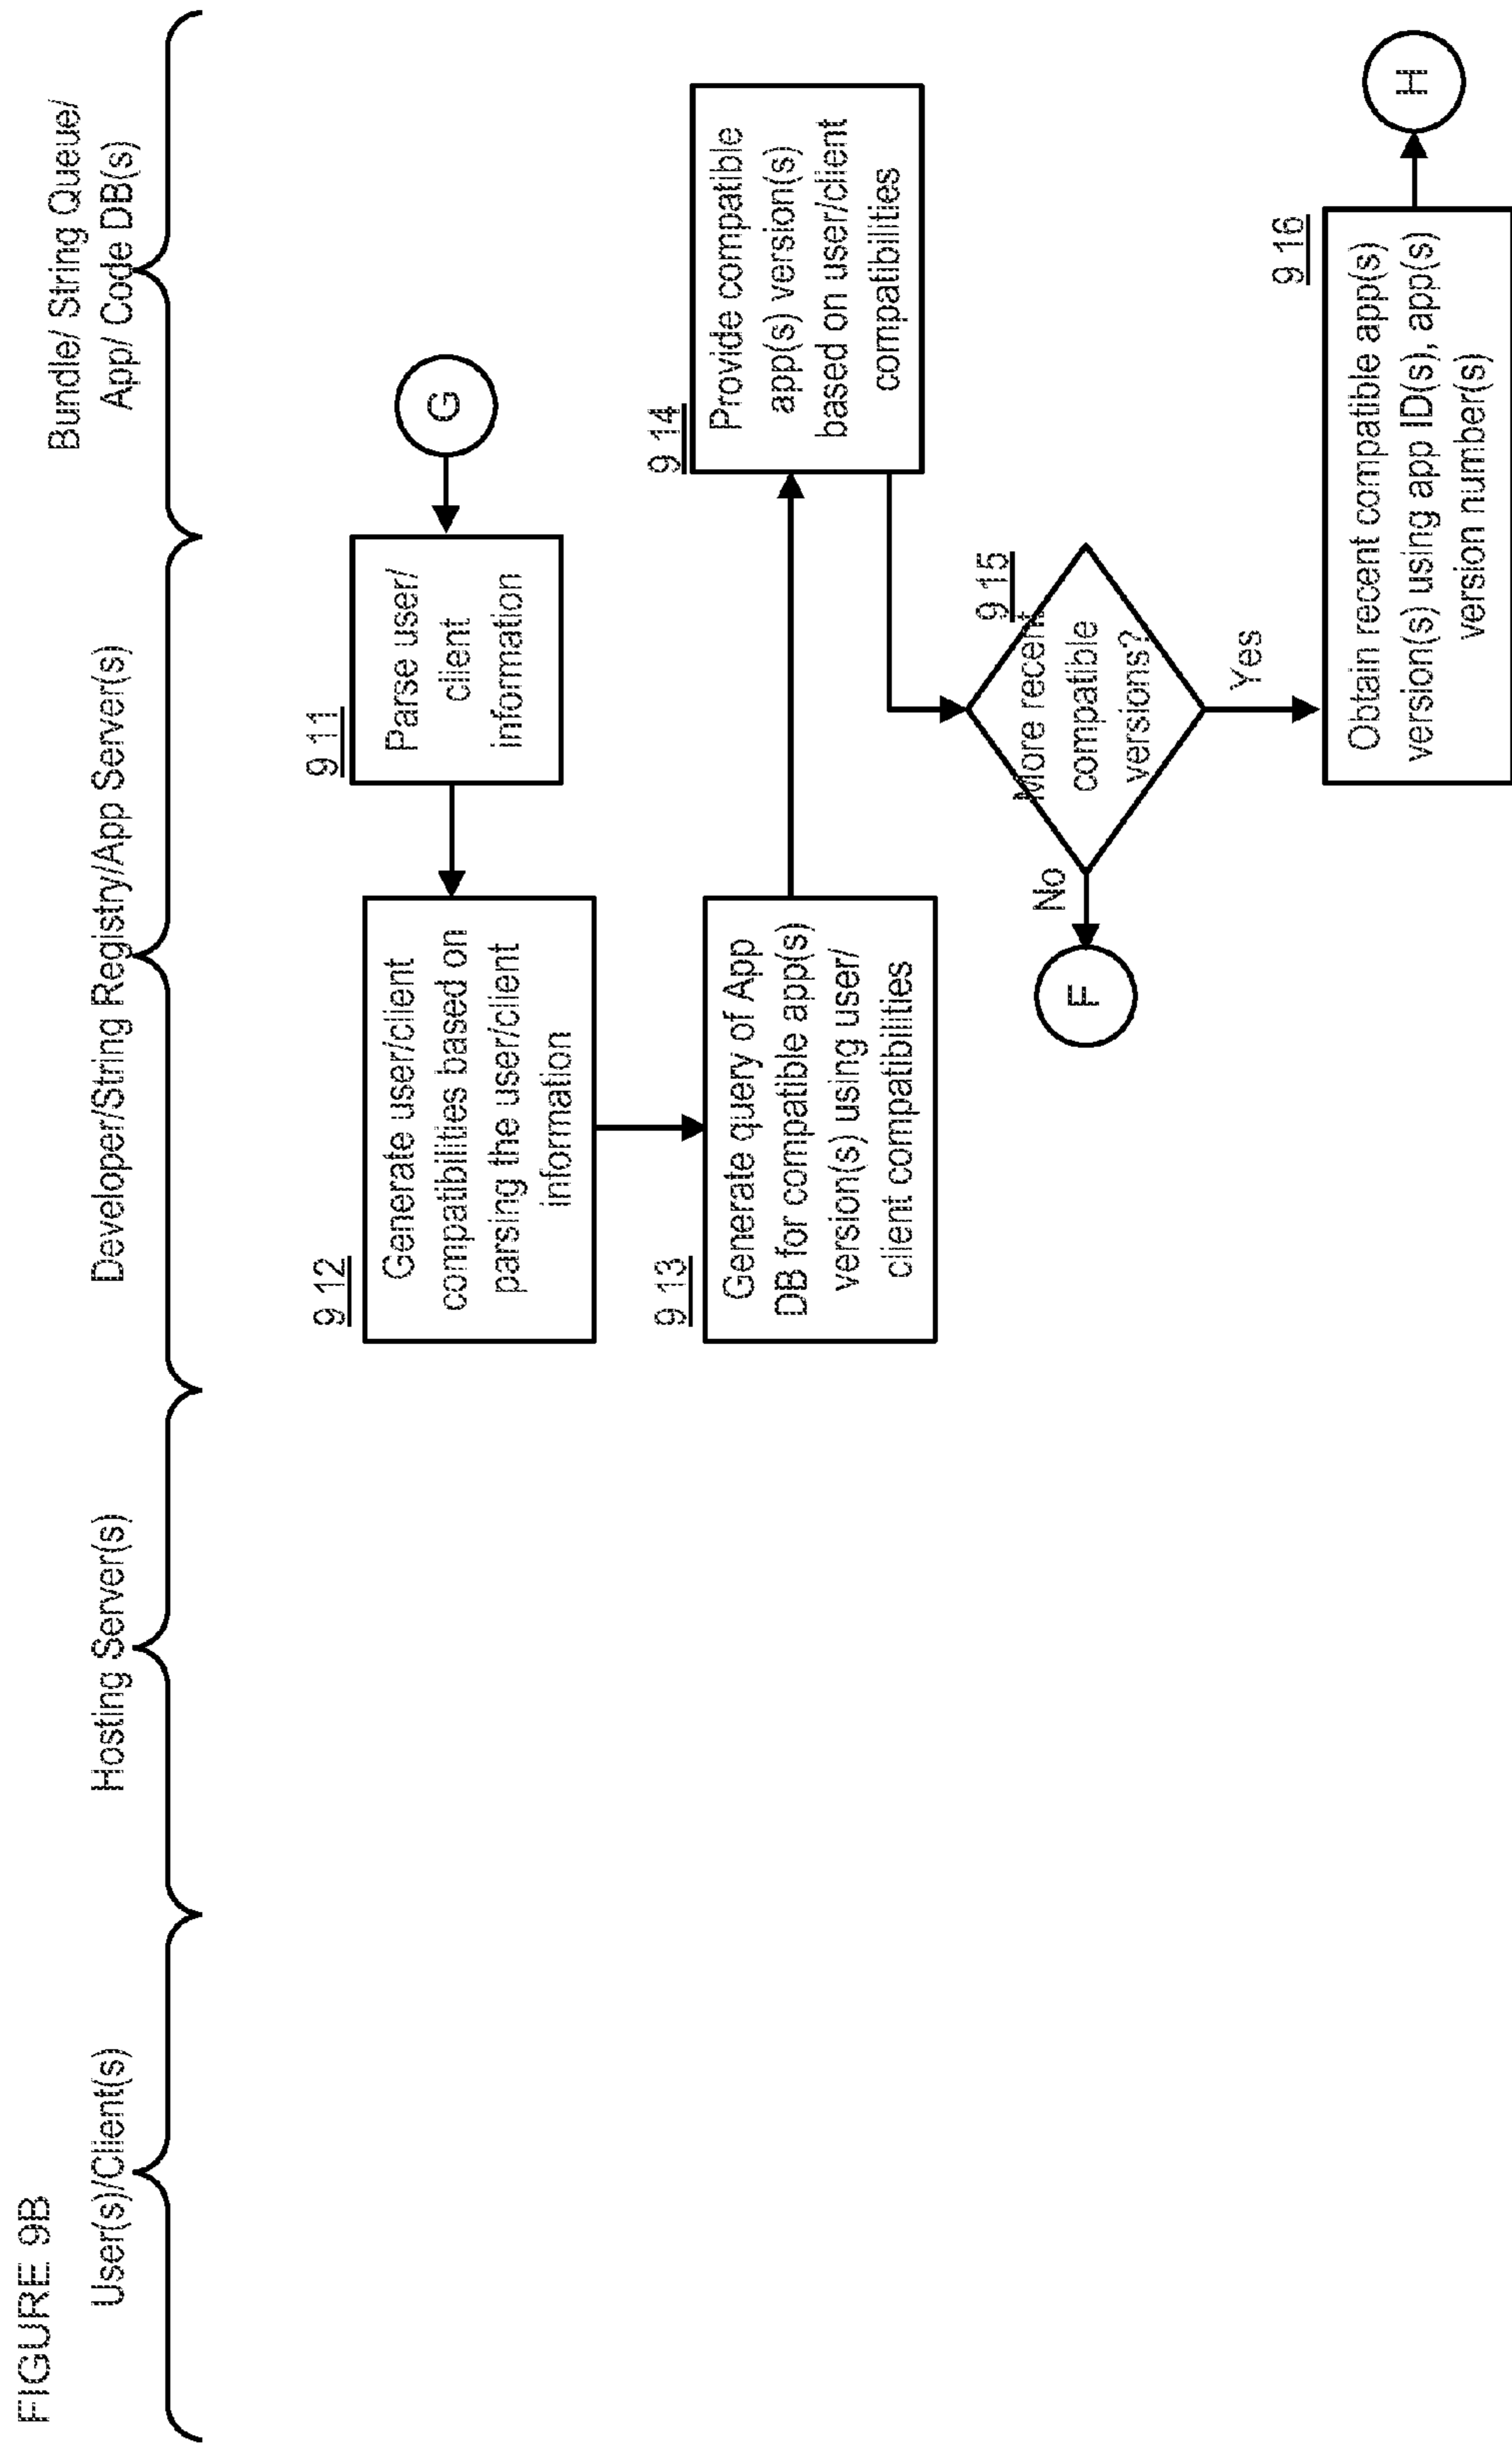 FIGURE 9B
User(s)/Client(s)
Hosting Server(s)
Developer/String Registry/App Server(s)
Bundle/ String Queue/
App/ Code DB(s)
G
9 11
Parse user/
client
information
9 12
Generate user/client
compatibilities based on
parsing the user/client
information
9 13
Generate query of App
DB for compatible app(s)
version(s) using user/
client compatibilities
9 14
Provide compatible
app(s) version(s)
based on user/client
compatibilities
9 15
More recent
compatible
versions?
No
F
Yes
9 16
Obtain recent compatible app(s)
version(s) using app ID(s), app(s)
version number(s)
H